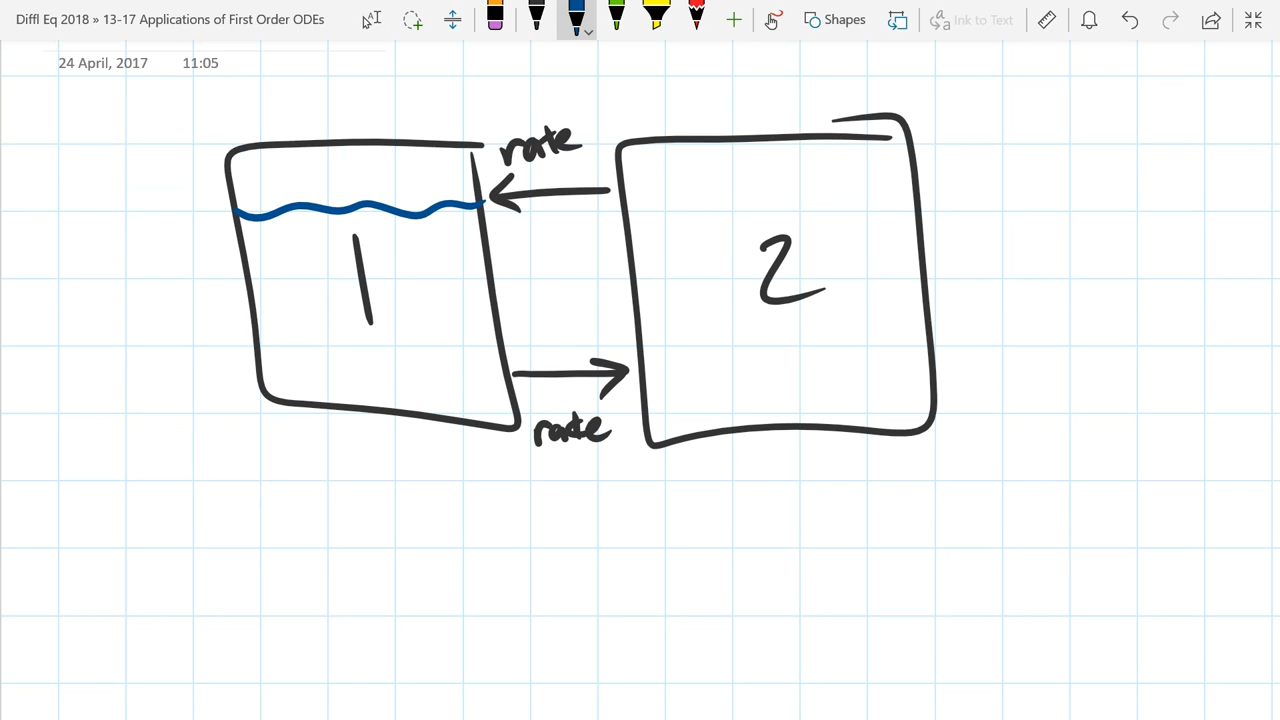 Diffl Eq 2018 » 13-17 Applications of First Order ODEs
Shapes
Ink to Text
24 April, 2017 11:05
rate
1
2
rate